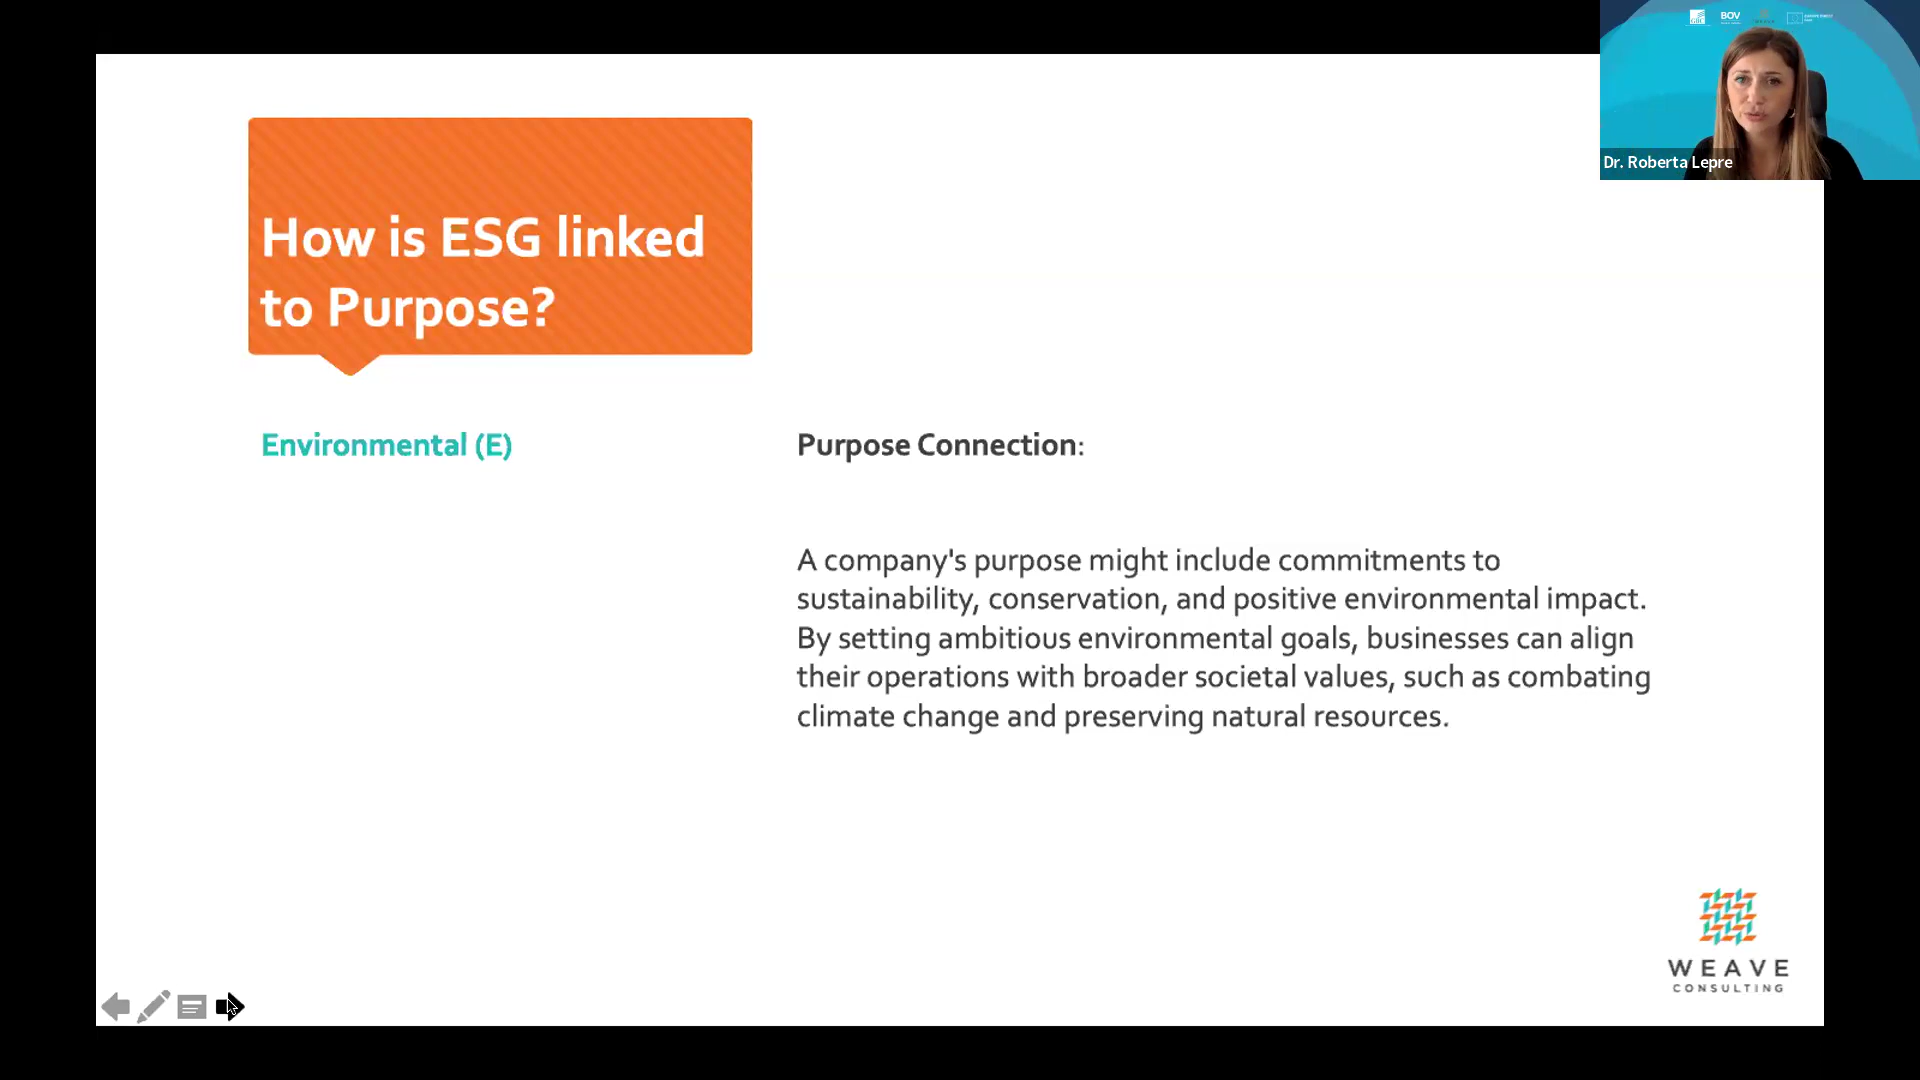 BOV
Dr. Roberta Lepre
How is ESG linked
to Purpose?
Environmental (E)
Purpose Connection:
A company's purpose might include commitments to
sustainability, conservation, and positive environmental impact.
By setting ambitious environmental goals, businesses can align
their operations with broader societal values, such as combating
climate change and preserving natural resources.
WEAVE
CONSULTING